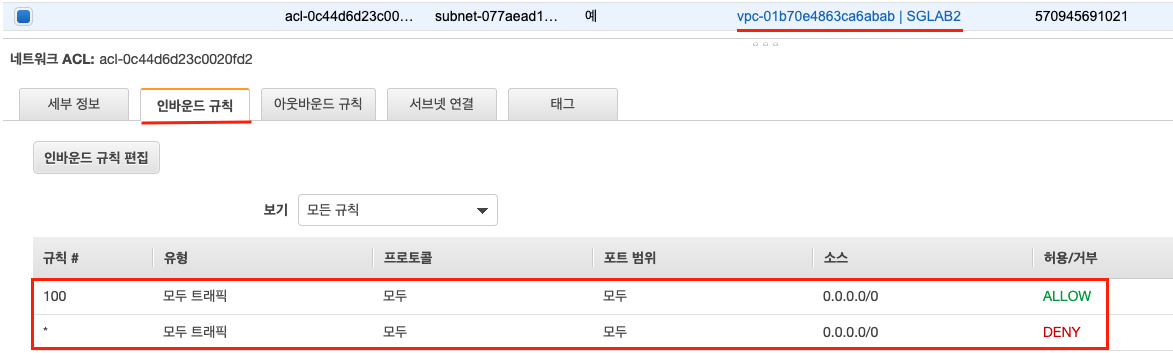 acl-0c44d6d23c00… subnet-077aead1… 예 vpc-01b70e4863ca6abab | SGLAB2 570945691021
네트워크 ACL: acl-0c44d6d23c0020fd2
세부 정보 인바운드 규칙 아웃바운드 규칙 서브넷 연결 태그
인바운드 규칙 편집
보기 모든 규칙
규칙 # 유형 프로토콜 포트 범위 소스 허용/거부
100 모두 트래픽 모두 모두 0.0.0.0/0 ALLOW
* 모두 트래픽 모두 모두 0.0.0.0/0 DENY